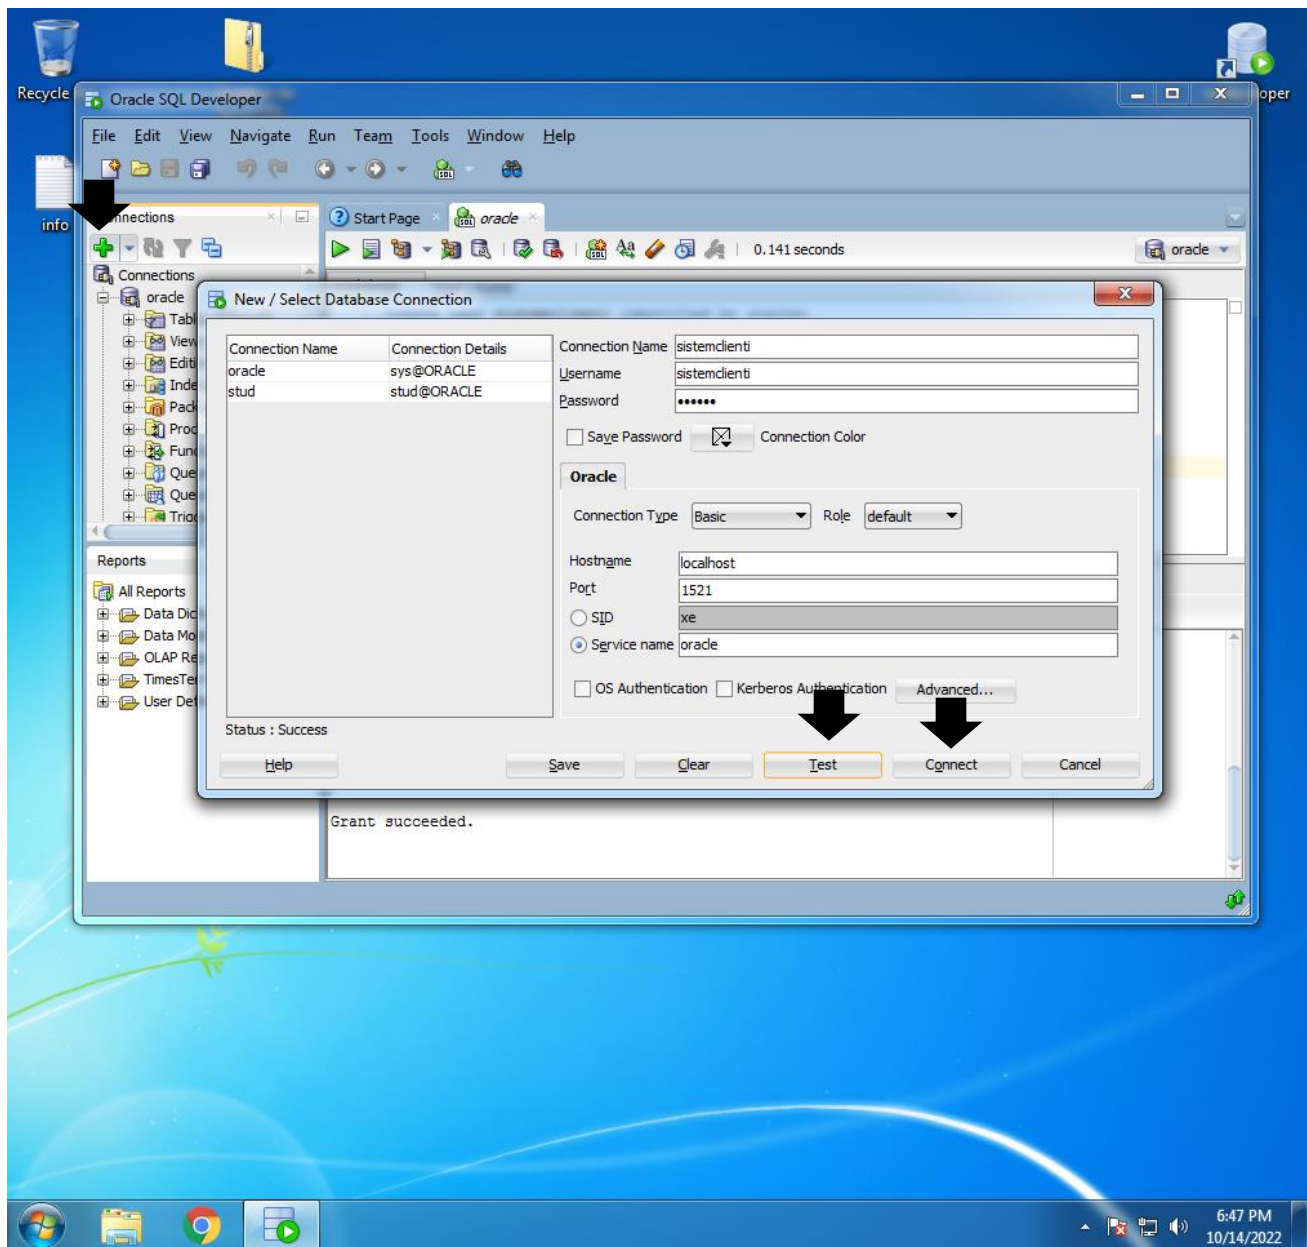 Recycle
oper
info
Oracle SQL Developer
File Edit View Navigate Run Team Tools Window Help
Start Page
oracle
0.141 seconds
oracle
Connections
oracle
Reports
All Reports
New / Select Database Connection
Connection Name Connection Details
oracle sys@ORACLE
stud stud@ORACLE
Connection Name sistemclienti
Username sistemclienti
Password ••••••
Save Password Connection Color
Oracle
Connection Type Basic Role default
Hostname localhost
Port 1521
SID xe
Service name oracle
OS Authentication Kerberos Authentication Advanced...
Status : Success
Help Save Clear Test Connect Cancel
Grant succeeded.
6:47 PM
10/14/2022